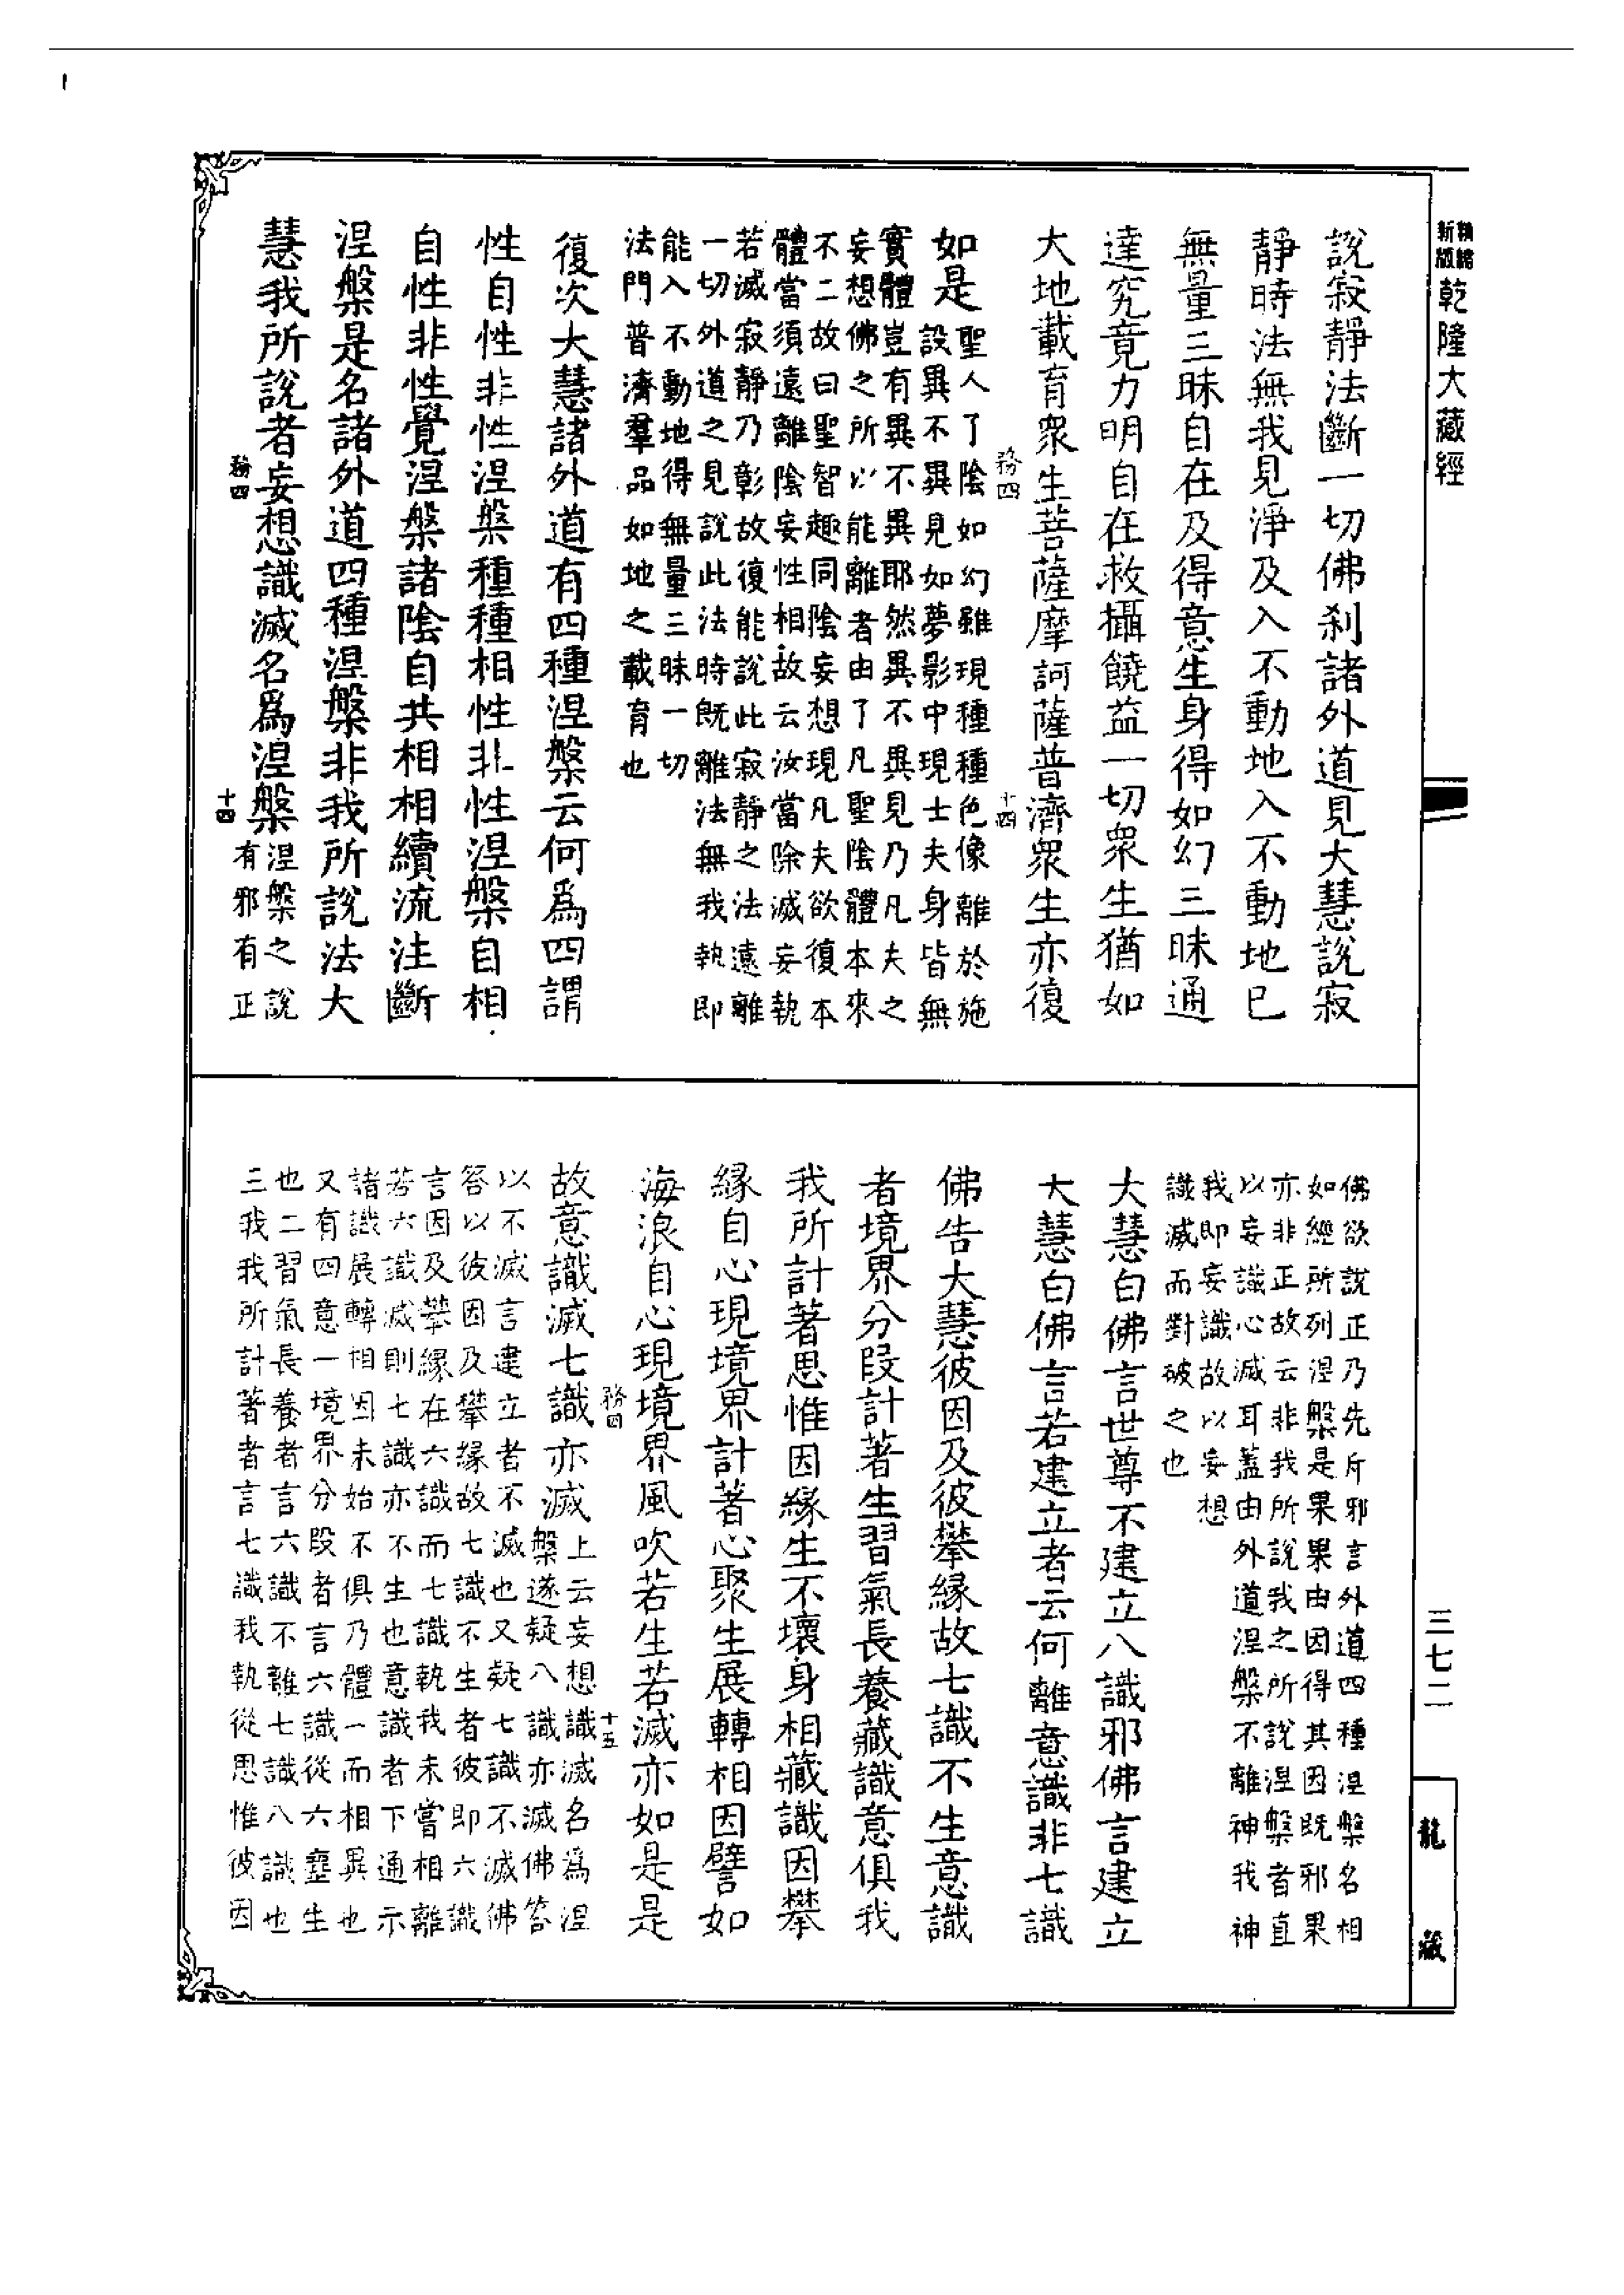 精縮
新版
乾隆大藏經
說寂靜法斷一切佛刹諸外道見大慧說寂
靜時法無我見淨及入不動地入不動地已
無量三昧自在及得意生身得如幻三昧通
達究竟力明自在救攝饒益一切衆生猶如
大地載育衆生菩薩摩訶薩普濟衆生亦復
務四
十四
如是
聖人了陰如幻雖現種種色像離於施
設異不異見如夢影中現士夫身皆無
實體豈有異不異耶然異不異見乃凡夫之
妄想佛之所以能離者由了凡聖陰體本來
不二故曰聖智趣同陰妄想現凡夫欲復本
體當須遠離陰妄性相故云汝當除滅妄執
若滅寂靜乃彰故復能說此寂靜之法遠離
一切外道之見說此法時既離法無我執即
能入不動地得無量三昧一切
法門普濟羣品如地之載育也
復次大慧諸外道有四種涅槃云何爲四謂
性自性非性涅槃種種相性非性涅槃自相
自性非性覺涅槃諸陰自共相相續流注斷
涅槃是名諸外道四種涅槃非我所說法大
慧我所說者妄想識滅名爲涅槃
涅槃之說
有邪有正
務四
十四
佛欲說正乃先斥邪言外道四種涅槃名相
如經所列涅槃是果果由因得其因既邪果
亦非正故云非我所說我之所說涅槃者直
以妄識心滅耳蓋由外道涅槃不離神我神
我即妄識故以妄想
識滅而對破之也
大慧白佛言世尊不建立八識邪佛言建立
大慧白佛言若建立者云何離意識非七識
佛告大慧彼因及彼攀緣故七識不生意識
者境界分段計著生習氣長養藏識意俱我
我所計著思惟因緣生不壞身相藏識因攀
緣自心現境界計著心聚生展轉相因譬如
海浪自心現境界風吹若生若滅亦如是是
務四
十五
故意識滅七識亦滅
上云妄想識滅名為涅
槃遂疑八識亦滅佛答
以不滅言建立者不滅也又疑七識不滅佛
答以彼因及攀緣故七識不生者彼即六識
言因及攀緣在六識而七識執我未嘗相離
若六識滅則七識亦不生也意識者下通示
諸識展轉相因未始不俱乃體一而相異也
又有四意一境界分段者言六識從六塵生
也二習氣長養者言六識不離七識八識也
三我我所計著者言七識我執從思惟彼因
三七二
龍藏